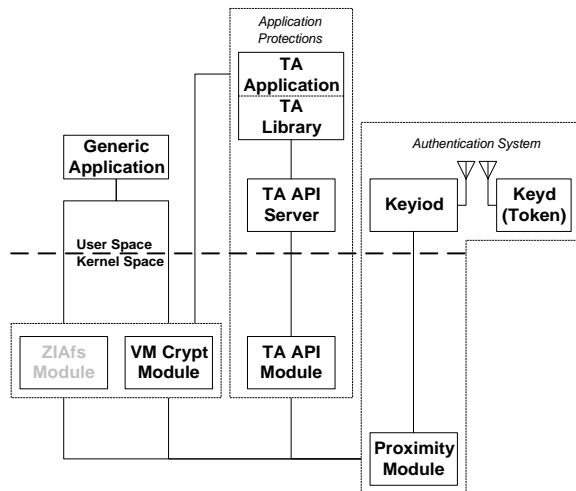 Application
Protections
TA
Application
TA
Library
Authentication System
Generic
Application
TA API
Server
Keyiod
Keyd
(Token)
User Space
Kernel Space
ZIAfs
Module
VM Crypt
Module
TA API
Module
Proximity
Module